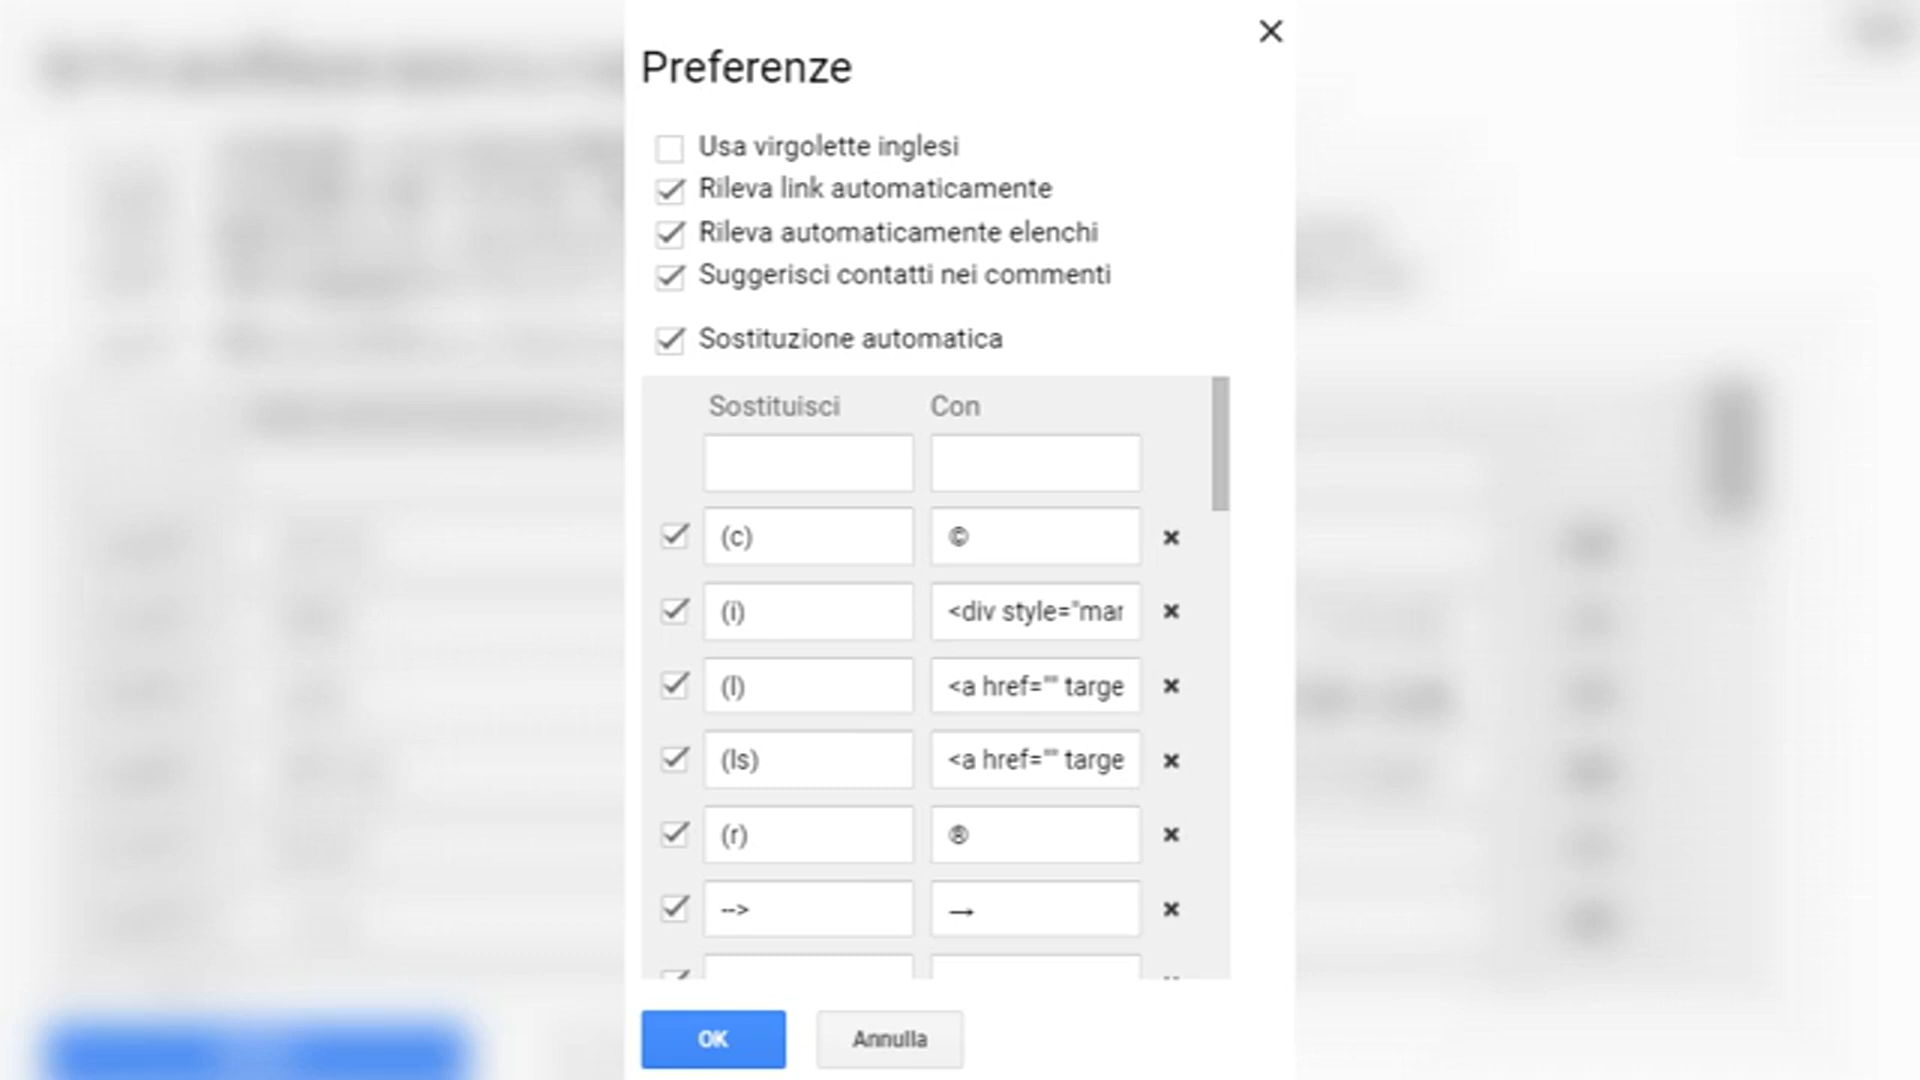 Preferenze
Usa virgolette inglesi
Rileva link automaticamente
Rileva automaticamente elenchi
Suggerisci contatti nei commenti
Sostituzione automatica
Sostituisci Con
(c) ©
(i) <div style="mar
(l) <a href="" targe
(ls) <a href="" targe
(r) ®
--> →
OK Annulla